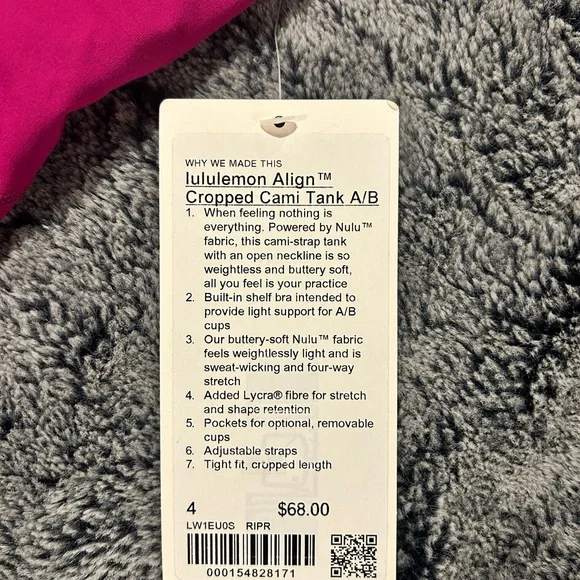 WHY WE MADE THIS
lululemon Align™
Cropped Cami Tank A/B
1. When feeling nothing is
everything. Powered by Nulu™
fabric, this cami-strap tank
with an open neckline is so
weightless and buttery soft,
all you feel is your practice
2. Built-in shelf bra intended to
provide light support for A/B
cups
3. Our buttery-soft Nulu™ fabric
feels weightlessly light and is
sweat-wicking and four-way
stretch
4. Added Lycra® fibre for stretch
and shape retention
5. Pockets for optional, removable
cups
6. Adjustable straps
7. Tight fit, cropped length
4 $68.00
LW1EU0S RIPR
000154828171